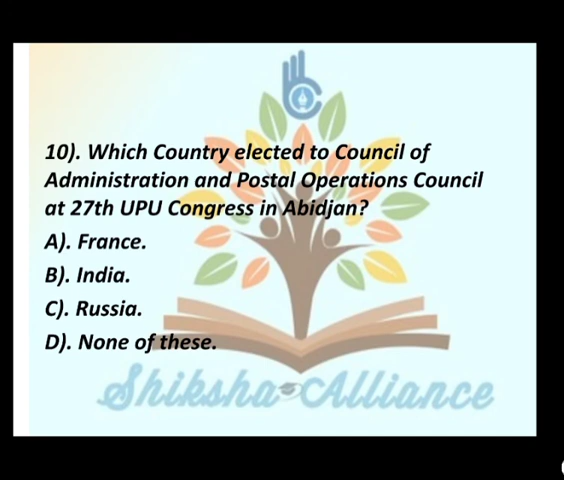 10). Which Country elected to Council of
Administration and Postal Operations Council
at 27th UPU Congress in Abidjan?
A). France.
B). India.
C). Russia.
D). None of these.
Shiksha Alliance